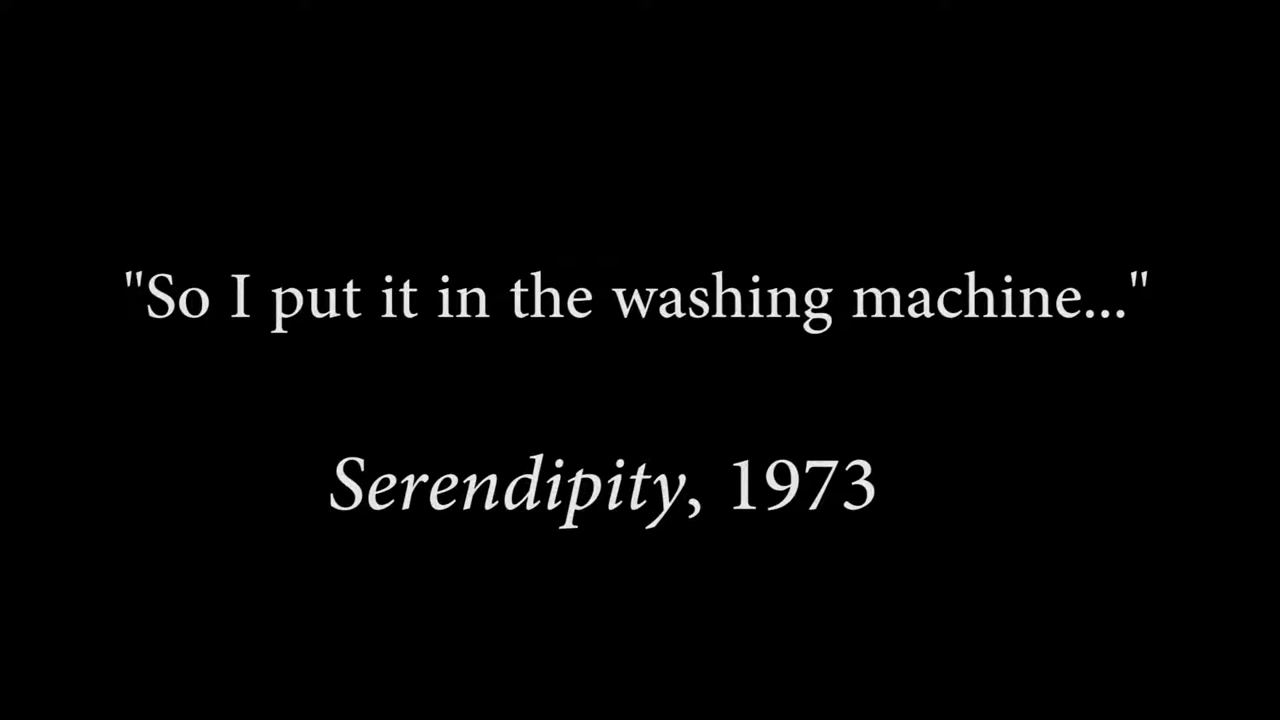 "So I put it in the washing machine..."
Serendipity, 1973